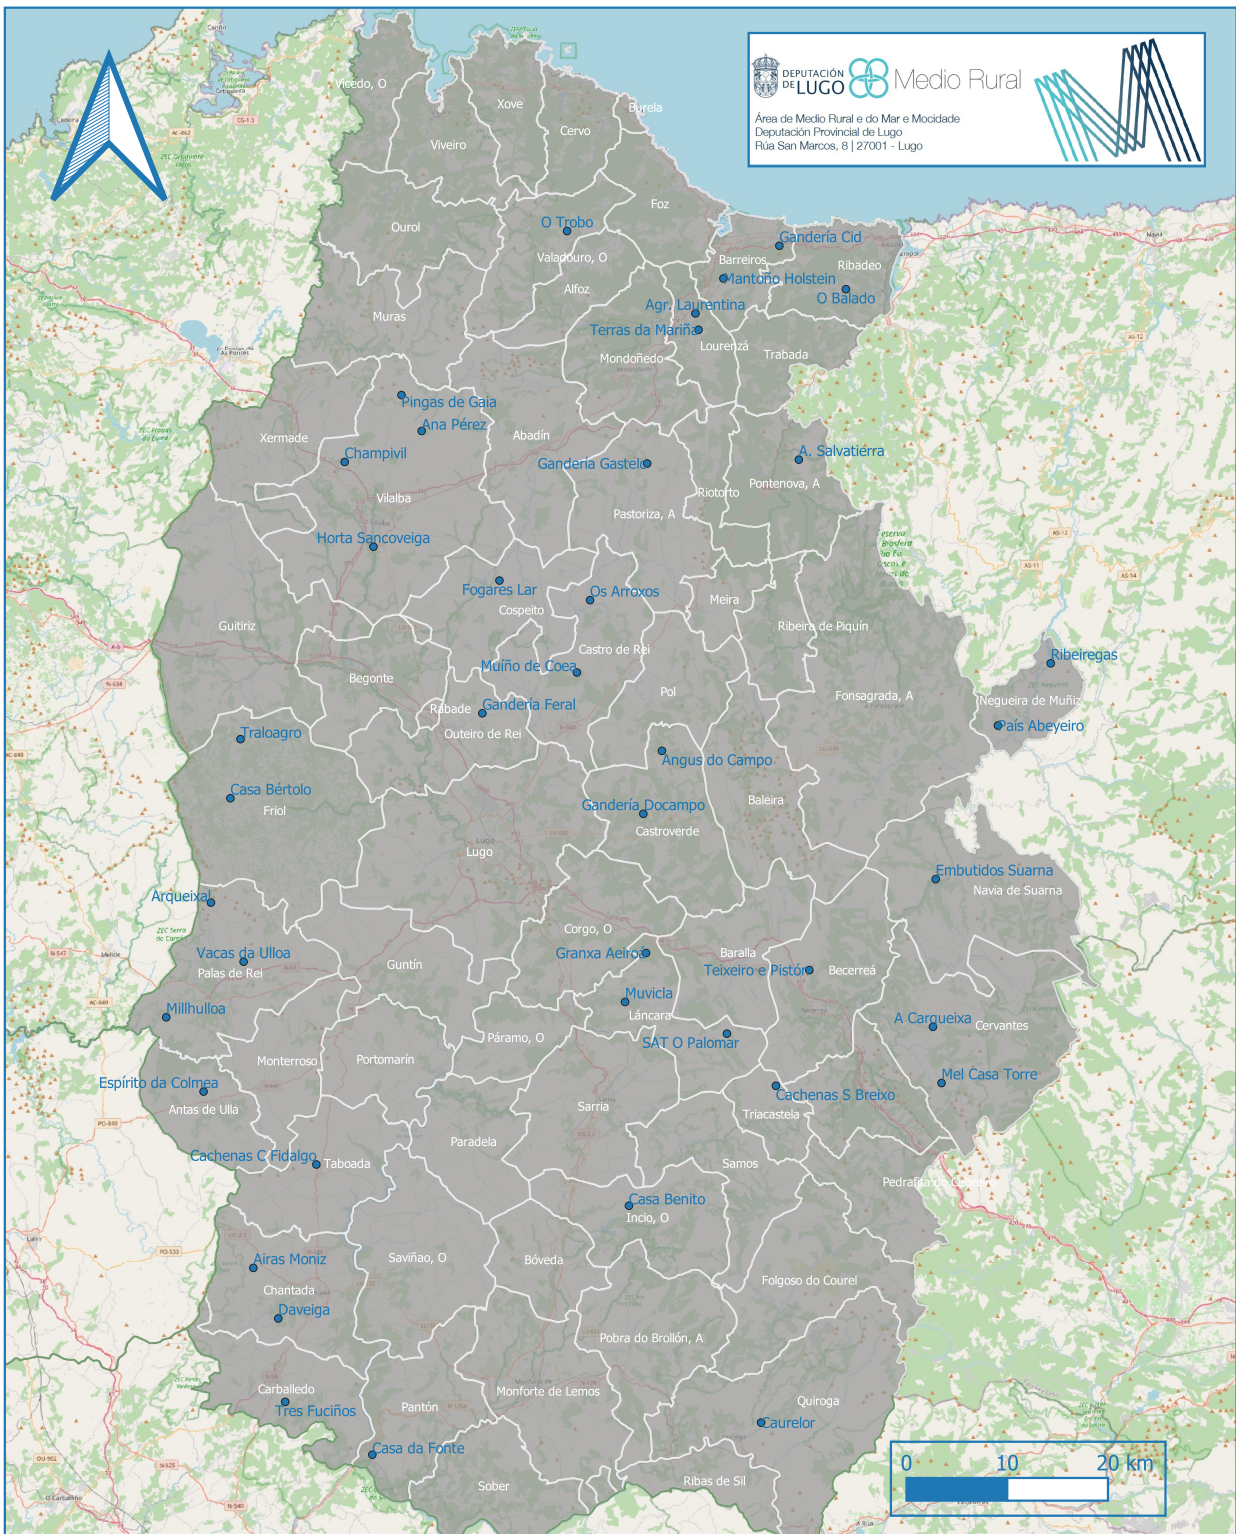 DEPUTACIÓN
DE LUGO
Medio Rural
Área de Medio Rural e do Mar e Mocidade
Deputación Provincial de Lugo
Rúa San Marcos, 8 | 27001 - Lugo
Vicedo, O
Xove
Burela
Cervo
Viveiro
Foz
O Trobo
Ourol
Gandería Cid
Valadouro, O
Barreiros
Ribadeo
Mantoño Holstein
Alfoz
O Balado
Agr. Laurentina
Muras
Terras da Mariña
Lourenzá
Mondoñedo
Trabada
As Pontes
Pingas de Gaia
Ana Pérez
Xermade
Abadín
Champivil
A. Salvatierra
Gandería Gastelo
Pontenova, A
Riotorto
Vilalba
Pastoriza, A
Horta Sancoveiga
Fogares Lar
Os Arroxos
Meira
Cospeito
Guitiriz
Ribeira de Piquín
Castro de Rei
Ribeiregas
Muíño de Coea
Begonte
Pol
Fonsagrada, A
Negueira de Muñiz
Gandería Feral
Rábade
País Abeyeiro
Outeiro de Rei
Traloagro
Angus do Campo
Casa Bértolo
Baleira
Gandería Docampo
Friol
Castroverde
Lugo
Embutidos Suarna
Navia de Suarna
Arqueixal
Corgo, O
Vacas da Ulloa
Granxa Aeiroá
Baralla
Guntín
Teixeiro e Pistón
Becerreá
Palas de Rei
Muvicla
Millhulloa
Láncara
A Carqueixa
Cervantes
Páramo, O
SAT O Palomar
Monterroso
Portomarín
Mel Casa Torre
Espírito da Colmea
Cachenas S Breixo
Antas de Ulla
Sarria
Triacastela
Paradela
Cachenas C Fidalgo
Taboada
Samos
Casa Benito
Incio, O
Airas Moniz
Saviñao, O
Bóveda
Chantada
Folgoso do Courel
Daveiga
Pobra do Brollón, A
Carballedo
Monforte de Lemos
Quiroga
Tres Fuciños
Pantón
Caurelor
Casa da Fonte
Ribas de Sil
Sober
0 10 20 km